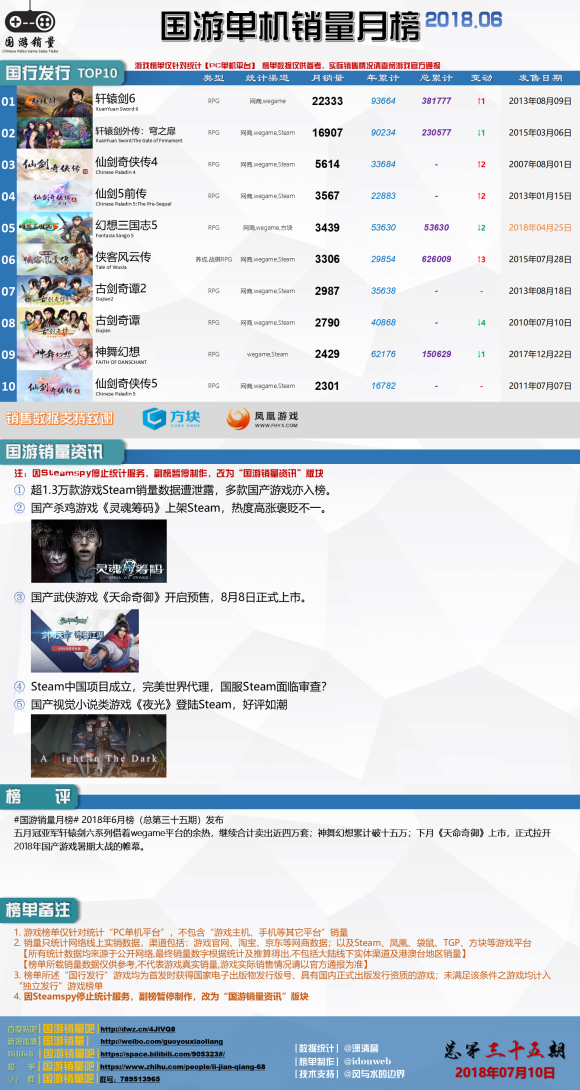 国游销量
Chinese Video Game Sales Tieba
国游单机销量月榜 2018.06
游戏榜单仅针对统计【PC单机平台】 榜单数据仅供参考，实际销售情况请查阅游戏官方通报
国行发行 TOP10
类型 统计渠道 月销量 年累计 总累计 变动 发售日期
01 轩辕剑6 RPG 网商,wegame 22333 93664 381777 ↑1 2013年08月09日
XuanYuan Sword 6
02 轩辕剑外传：穹之扉 RPG 网商,wegame,Steam 16907 90234 230577 ↓1 2015年03月06日
XuanYuan Sword:The Gate of Firmament
03 仙剑奇侠传4 RPG 网商,wegame,Steam 5614 33684 - ↑2 2007年08月01日
Chinese Paladin 4
04 仙剑5前传 RPG 网商,wegame,Steam 3567 22883 - ↑2 2013年01月15日
Chinese Paladin 5:The Pre-Sequel
05 幻想三国志5 RPG 网商,wegame,方块 3439 53630 53630 ↓2 2018年04月25日
Fantasia Sango 5
06 侠客风云传 养成,战棋RPG 网商,wegame,Steam 3306 29854 626009 ↑3 2015年07月28日
Tale of Wuxia
07 古剑奇谭2 RPG 网商,wegame 2987 35638 - - 2013年08月18日
Gujian2
08 古剑奇谭 RPG 网商,wegame,Steam 2790 40868 - ↓4 2010年07月10日
Gujian
09 神舞幻想 RPG wegame,Steam 2429 62176 150629 ↓1 2017年12月22日
FAITH OF DANSCHANT
10 仙剑奇侠传5 RPG 网商,wegame,Steam 2301 16782 - - 2011年07月07日
Chinese Paladin 5
销售数据支持致谢 方块 CUBE GAME 凤凰游戏 WWW.FHYX.COM
国游销量资讯
注：因Steamspy停止统计服务，副榜暂停制作，改为“国游销量资讯”版块
① 超1.3万款游戏Steam销量数据遭泄露，多款国产游戏亦入榜。
② 国产杀鸡游戏《灵魂筹码》上架Steam，热度高涨褒贬不一。
灵魂筹码
③ 国产武侠游戏《天命奇御》开启预售，8月8日正式上市。
④ Steam中国项目成立，完美世界代理，国服Steam面临审查？
⑤ 国产视觉小说类游戏《夜光》登陆Steam，好评如潮
A Light in The Dark
榜 评
#国游销量月榜# 2018年6月榜（总第三十五期）发布
五月冠亚军轩辕剑六系列借着wegame平台的余热，继续合计卖出近四万套；神舞幻想累计破十五万；下月《天命奇御》上市，正式拉开
2018年国产游戏暑期大战的帷幕。
榜单备注
1. 游戏榜单仅针对统计“PC单机平台”，不包含“游戏主机、手机等其它平台”销量
2. 销量只统计网络线上实销数据，渠道包括：游戏官网、淘宝、京东等网商数据；以及Steam、凤凰、袋鼠、TGP、方块等游戏平台
【所有统计数据均来源于公开网络,最终销量数字根据统计及推算得出,不包括大陆线下实体渠道及港澳台地区销量】
【榜单所载销量数据仅供参考,不代表游戏真实销量,游戏实际销售情况请以官方通报为准】
3. 榜单所述“国行发行”游戏均为首发时获得国家电子出版物发行版号、具有国内正式出版发行资质的游戏；未满足该条件之游戏均计入
“独立发行”游戏榜单
4. 因Steamspy停止统计服务，副榜暂停制作，改为“国游销量资讯”版块
百度贴吧【国游销量吧】http://dwz.cn/4JIVQ8
新浪微博【国游销量】http://weibo.com/guoyouxiaoliang
Bilibili【国游销量吧】https://space.bilibili.com/905323#/
知 乎【国游销量吧】https://www.zhihu.com/people/li-jian-qiang-68
QQ 群【国游销量吧】群号：789513965
[数据统计] @潇清馨
[榜单制作] @idonweb
[技术支持] @风与水的边界
总第三十五期
2018年07月10日